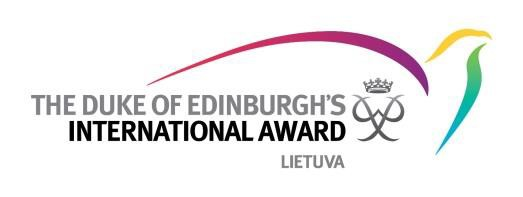 THE DUKE OF EDINBURGH'S
INTERNATIONAL AWARD
LIETUVA